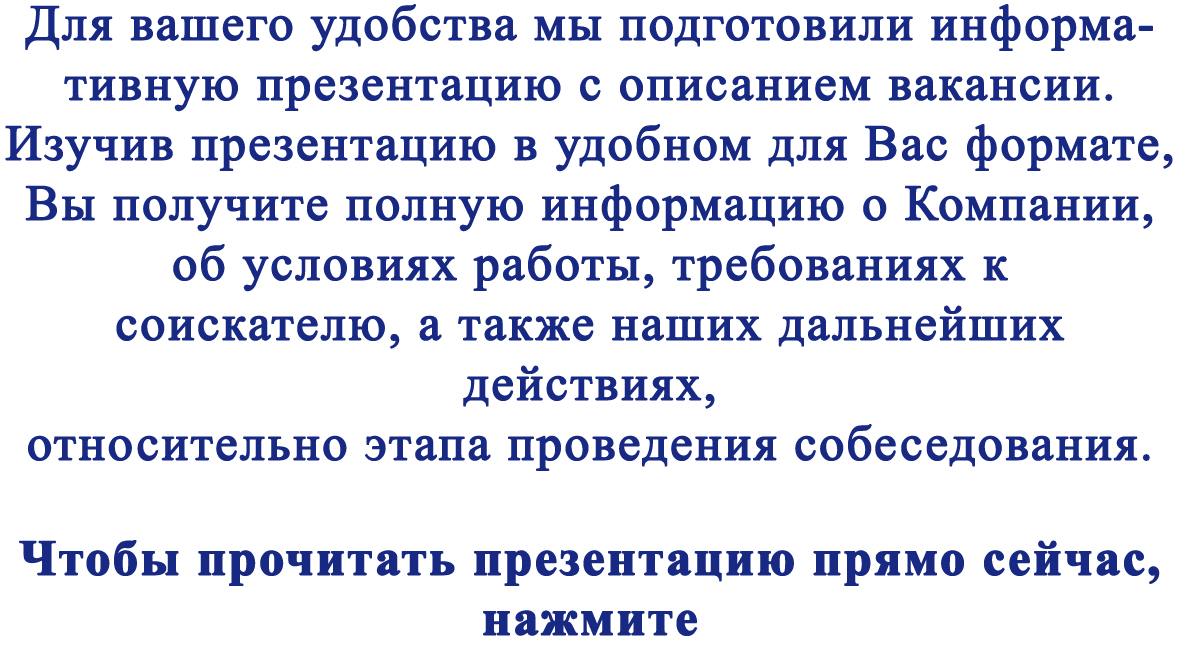 Для вашего удобства мы подготовили информа-
тивную презентацию с описанием вакансии.
Изучив презентацию в удобном для Вас формате,
Вы получите полную информацию о Компании,
об условиях работы, требованиях к
соискателю, а также наших дальнейших
действиях,
относительно этапа проведения собеседования.
Чтобы прочитать презентацию прямо сейчас,
нажмите